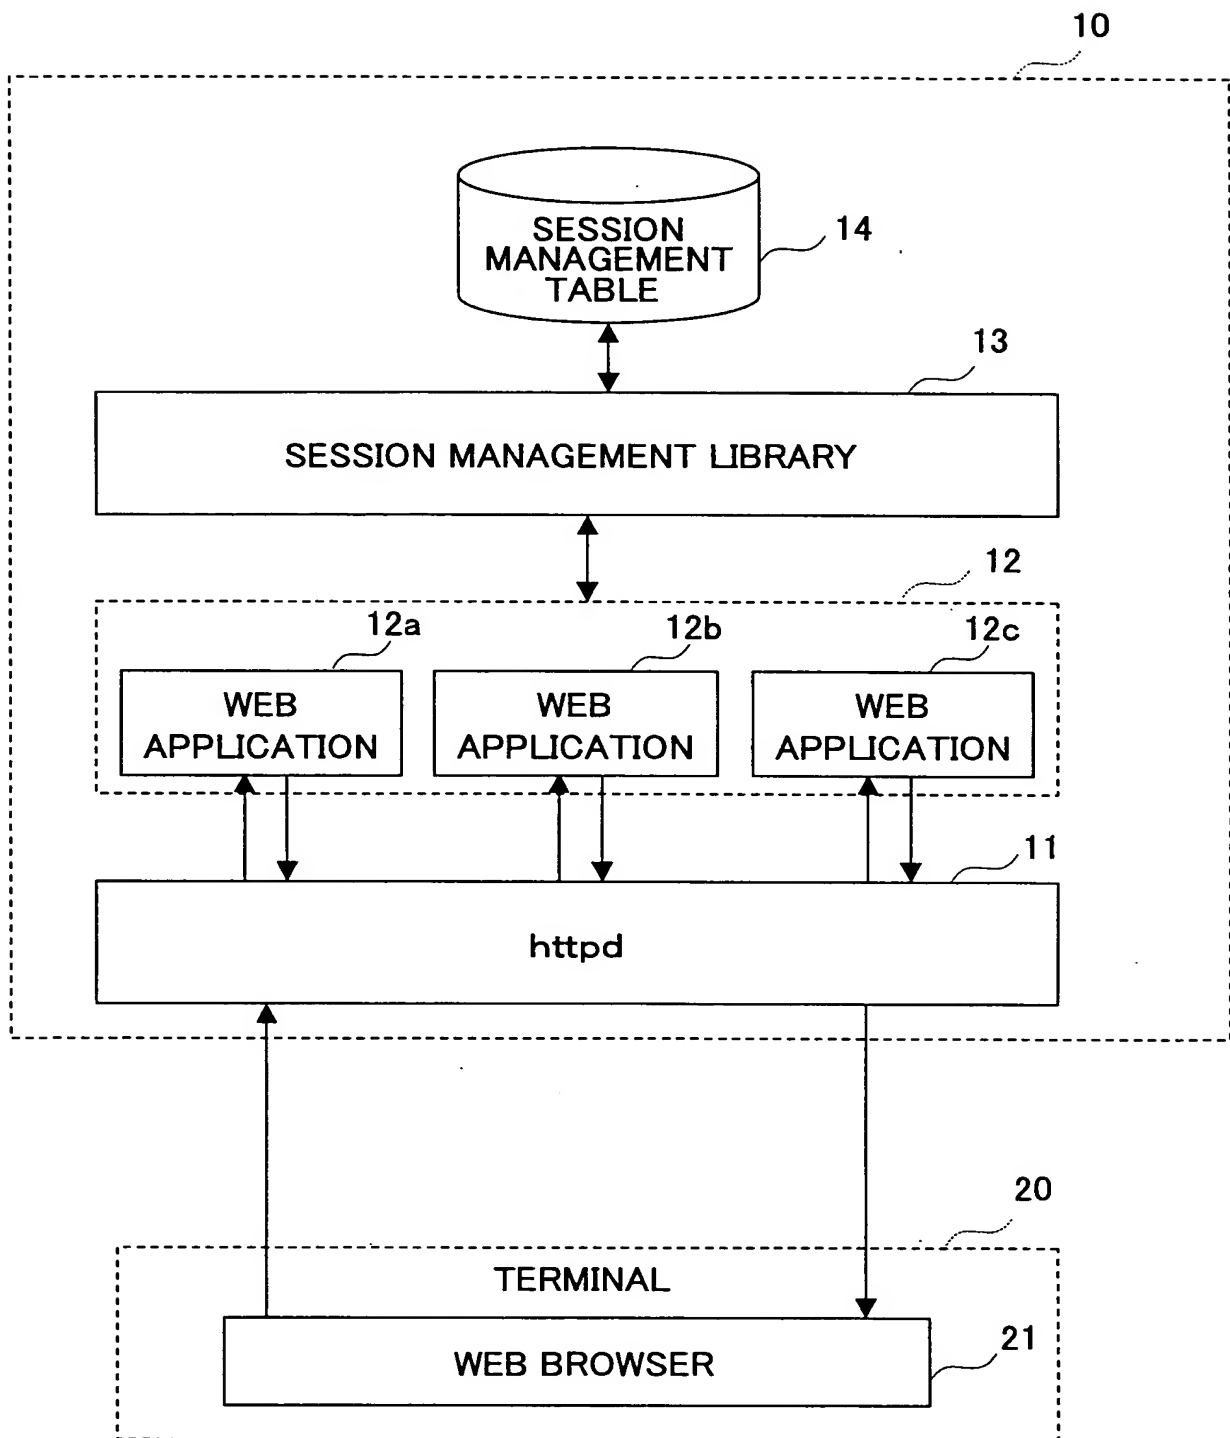 10
SESSION
MANAGEMENT
TABLE
14
13
SESSION MANAGEMENT LIBRARY
12
12a
12b
12c
WEB
APPLICATION
WEB
APPLICATION
WEB
APPLICATION
11
httpd
20
TERMINAL
WEB BROWSER
21